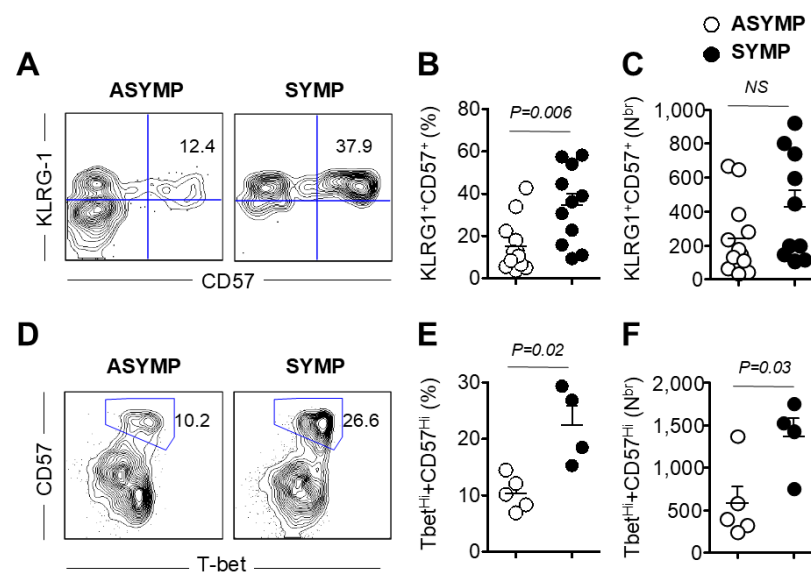 ASYMP
SYMP
A
ASYMP
SYMP
12.4
37.9
KLRG-1
CD57
B
P=0.006
KLRG1⁺CD57⁺ (%)
80
60
40
20
0
C
NS
KLRG1⁺CD57⁺ (Nᵇʳ)
1,000
800
600
400
200
0
D
ASYMP
SYMP
10.2
26.6
CD57
T-bet
E
P=0.02
Tbetᴴⁱ+CD57ᴴⁱ (%)
30
20
10
0
F
P=0.03
Tbetᴴⁱ+CD57ᴴⁱ (Nᵇʳ)
2,000
1,500
1,000
500
0